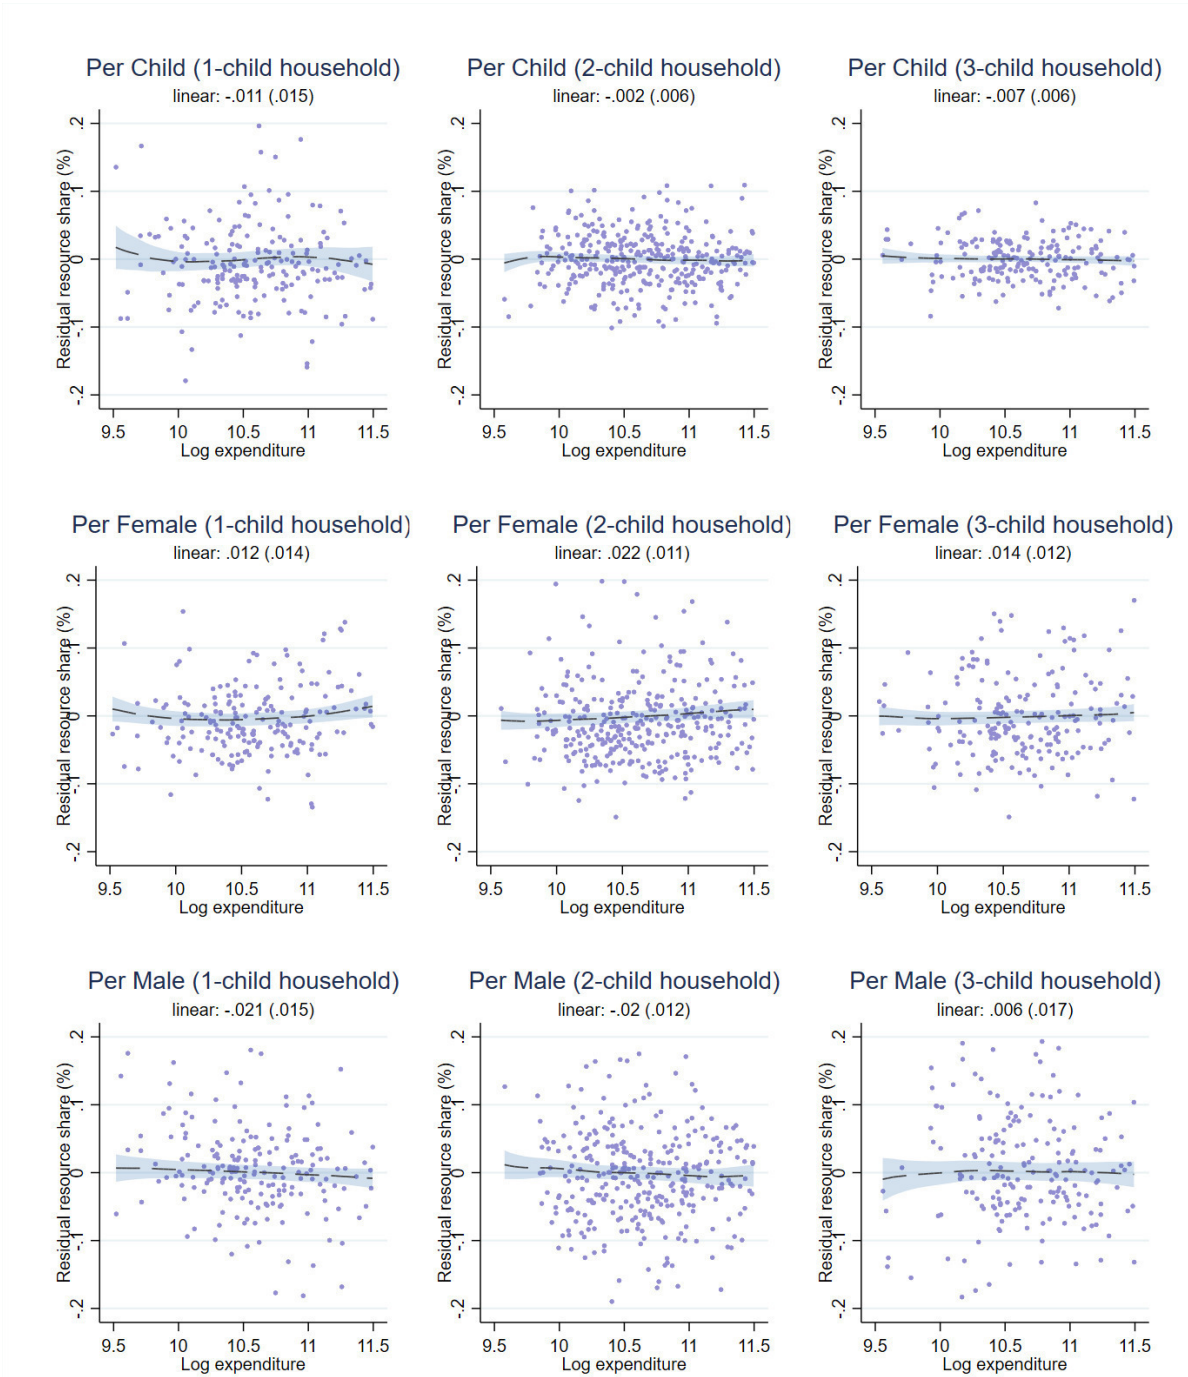 Per Child (1-child household)
linear: -.011 (.015)
Residual resource share (%)
.2
.1
0
-.1
-.2
9.5 10 10.5 11 11.5
Log expenditure
Per Child (2-child household)
linear: -.002 (.006)
Residual resource share (%)
.2
.1
0
-.1
-.2
9.5 10 10.5 11 11.5
Log expenditure
Per Child (3-child household)
linear: -.007 (.006)
Residual resource share (%)
.2
.1
0
-.1
-.2
9.5 10 10.5 11 11.5
Log expenditure
Per Female (1-child household)
linear: .012 (.014)
Residual resource share (%)
.2
.1
0
-.1
-.2
9.5 10 10.5 11 11.5
Log expenditure
Per Female (2-child household)
linear: .022 (.011)
Residual resource share (%)
.2
.1
0
-.1
-.2
9.5 10 10.5 11 11.5
Log expenditure
Per Female (3-child household)
linear: .014 (.012)
Residual resource share (%)
.2
.1
0
-.1
-.2
9.5 10 10.5 11 11.5
Log expenditure
Per Male (1-child household)
linear: -.021 (.015)
Residual resource share (%)
.2
.1
0
-.1
-.2
9.5 10 10.5 11 11.5
Log expenditure
Per Male (2-child household)
linear: -.02 (.012)
Residual resource share (%)
.2
.1
0
-.1
-.2
9.5 10 10.5 11 11.5
Log expenditure
Per Male (3-child household)
linear: .006 (.017)
Residual resource share (%)
.2
.1
0
-.1
-.2
9.5 10 10.5 11 11.5
Log expenditure